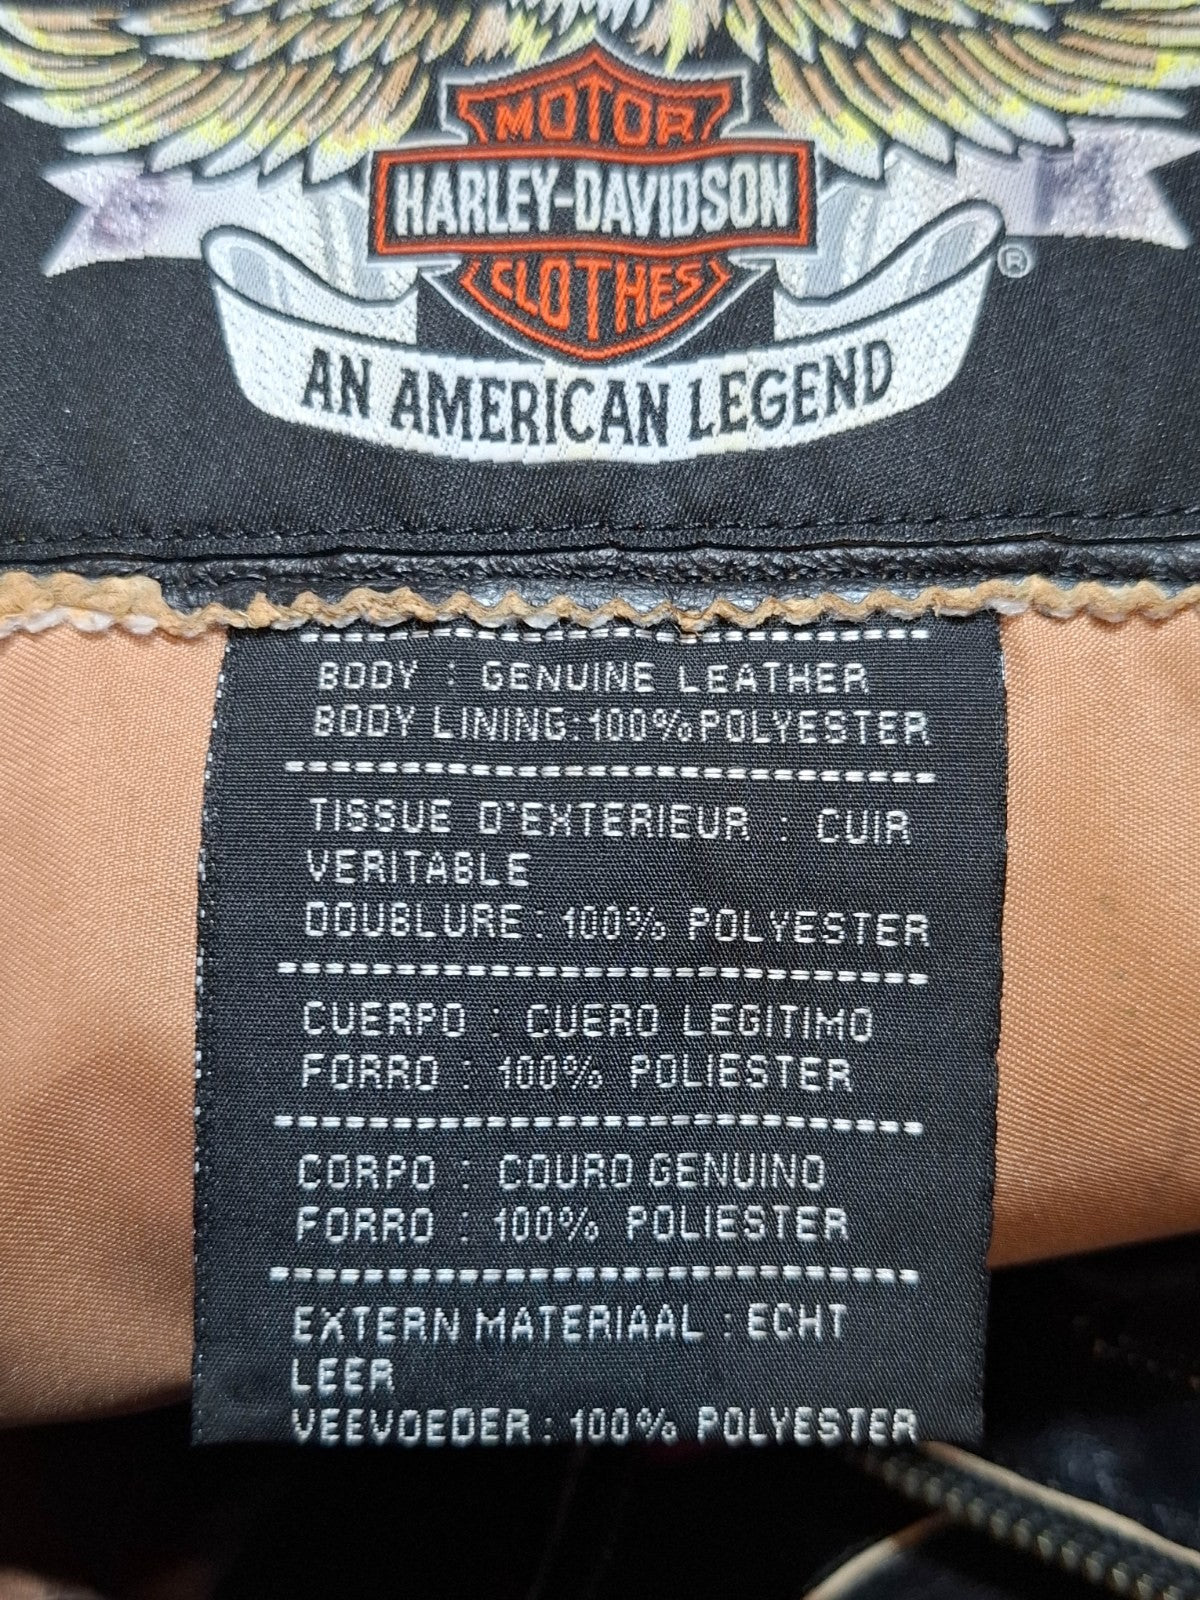 MOTOR
HARLEY-DAVIDSON
CLOTHES
®
AN AMERICAN LEGEND
BODY : GENUINE LEATHER
BODY LINING:100% POLYESTER
TISSUE D'EXTERIEUR : CUIR
VERITABLE
DOUBLURE: 100% POLYESTER
CUERPO : CUERO LEGITIMO
FORRO : 100% POLIESTER
CORPO : COURO GENUINO
FORRO : 100% POLIESTER
EXTERN MATERIAAL : ECHT
LEER
VEEVOEDER: 100% POLYESTER